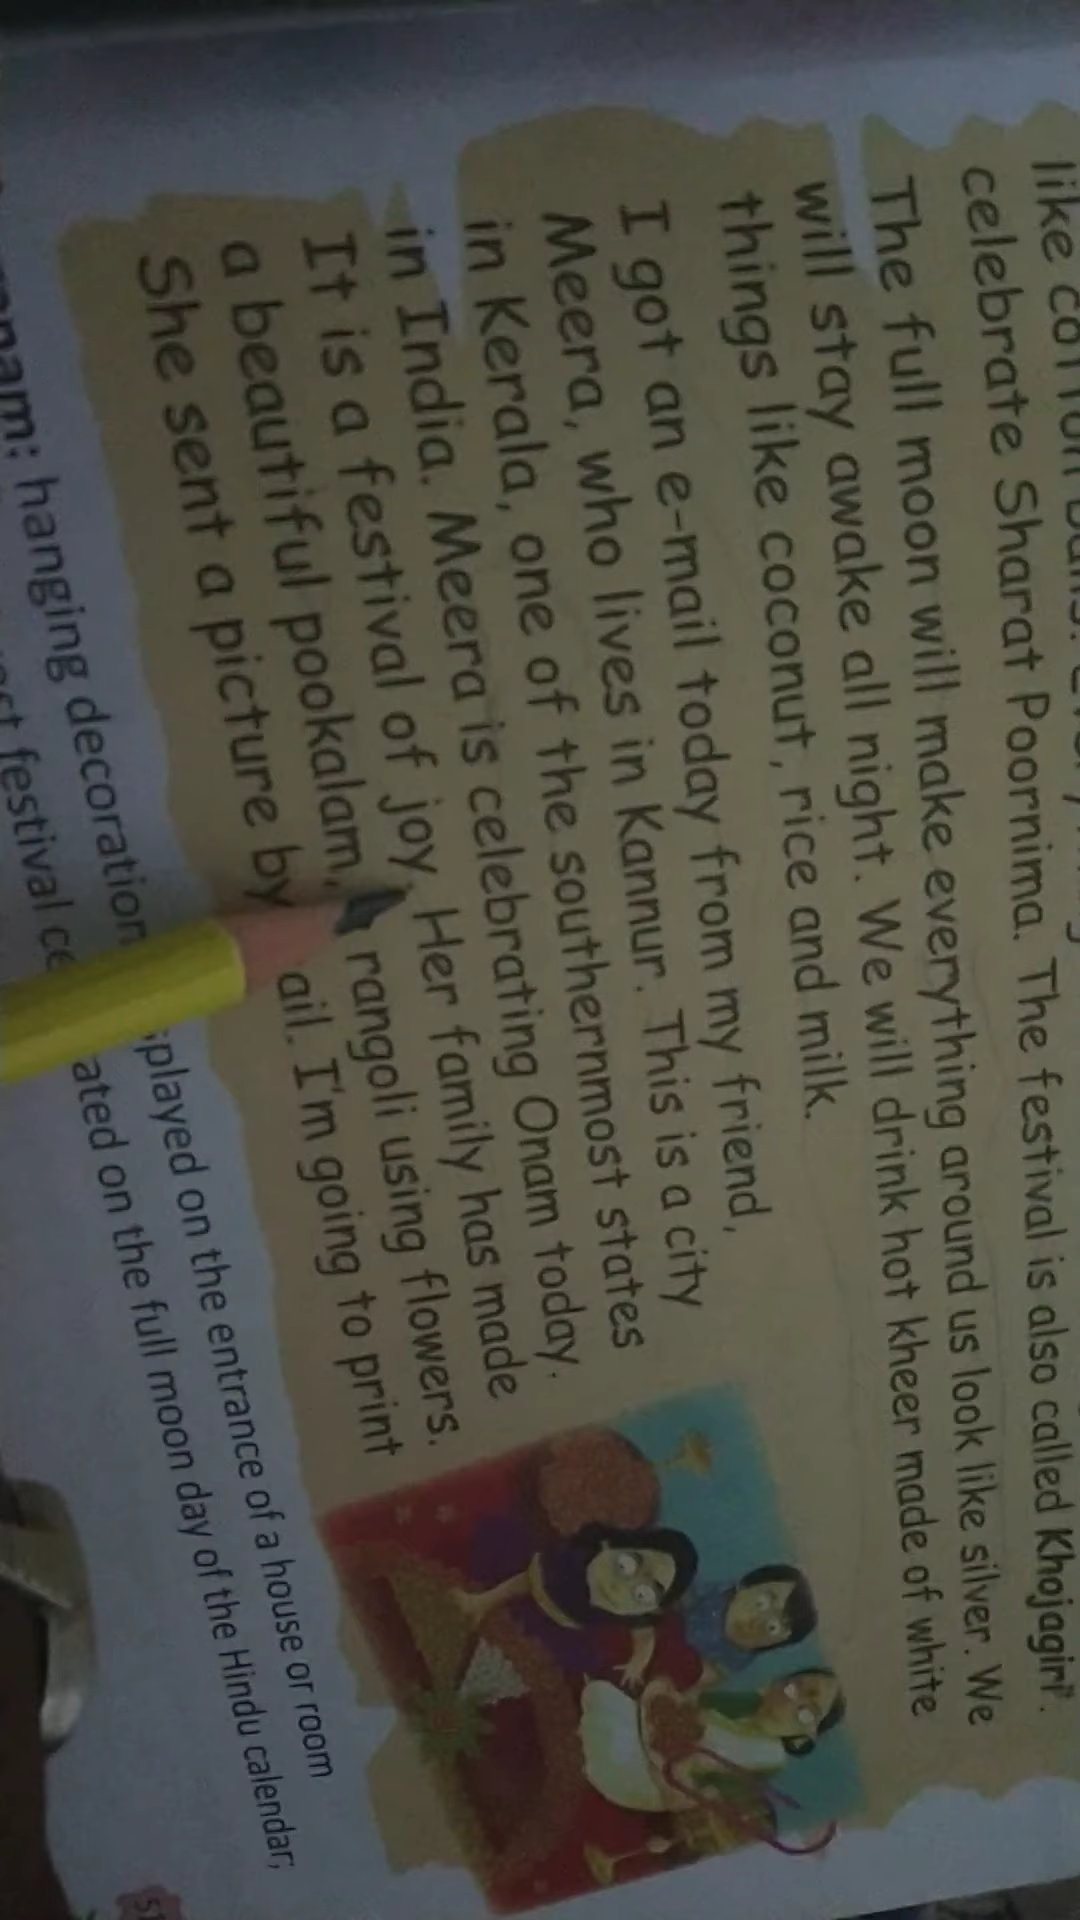 like cotton balls.
celebrate Sharat Poornima. The festival is also called Khojagiri".
The full moon will make everything around us look like silver. We
will stay awake all night. We will drink hot kheer made of white
things like coconut, rice and milk.
I got an e-mail today from my friend,
Meera, who lives in Kannur. This is a city
in Kerala, one of the southernmost states
in India. Meera is celebrating Onam today.
It is a festival of joy. Her family has made
a beautiful pookalam, rangoli using flowers.
She sent a picture by ail. I'm going to print
hanging decoration played on the entrance of a house or room
festival ated on the full moon day of the Hindu calendar;
51